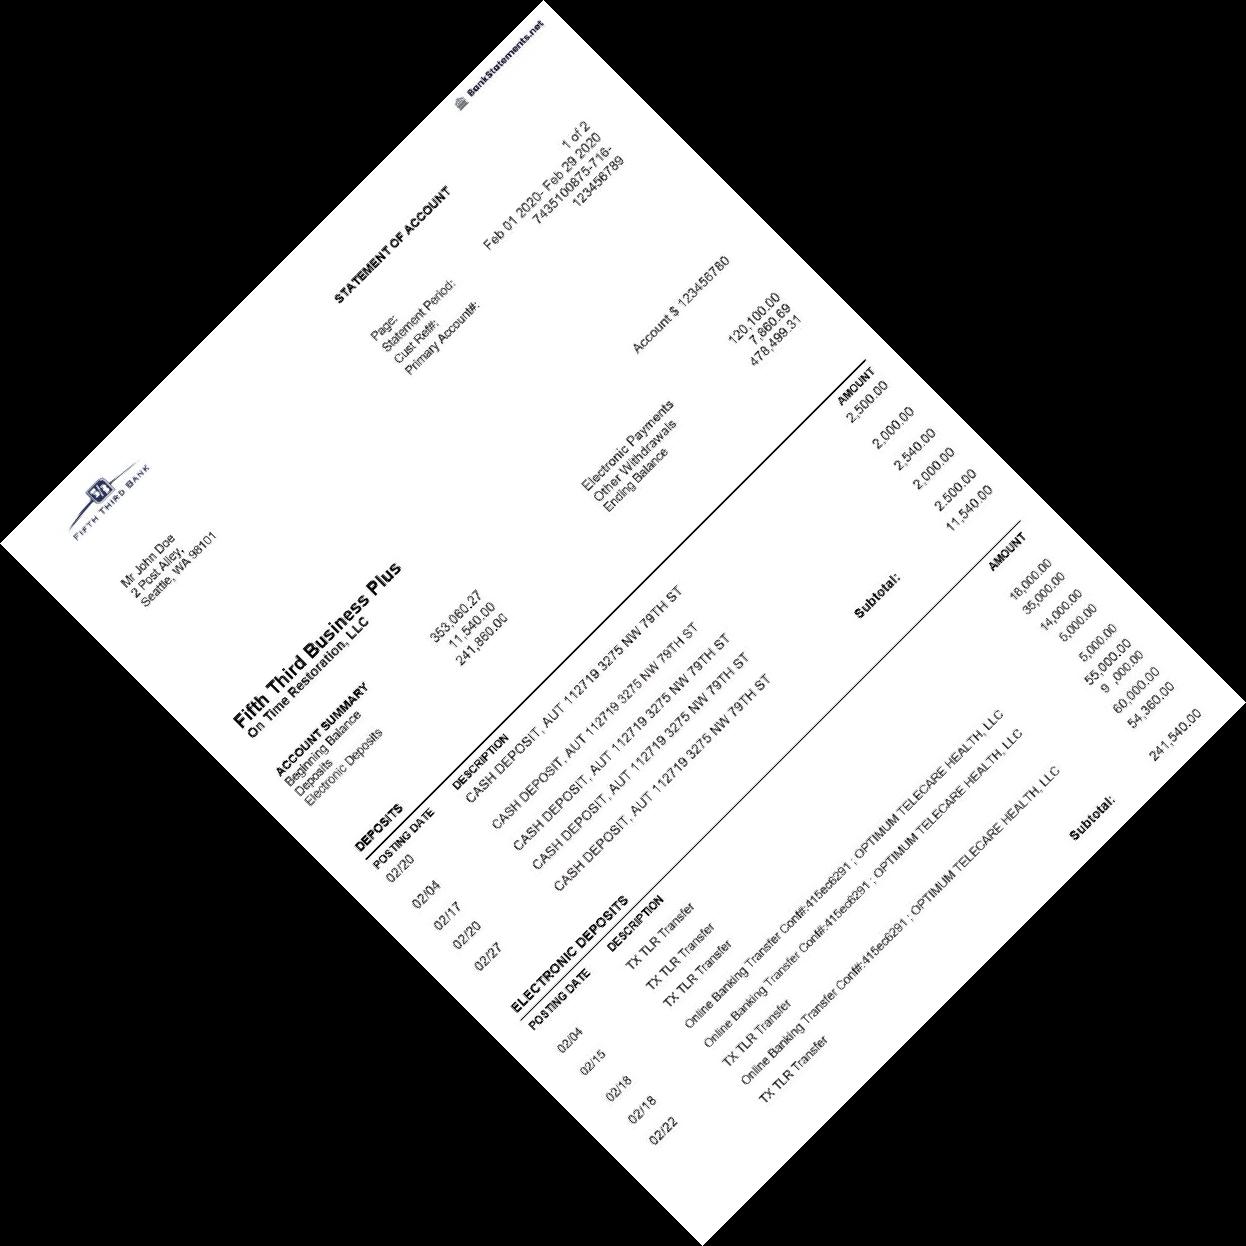 BankStatements.net
FIFTH THIRD BANK
STATEMENT OF ACCOUNT
Mr John Doe
2 Post Alley,
Seattle, WA 98101
Page: 1 of 2
Statement Period: Feb 01 2020- Feb 29 2020
Cust Ref#: 7435100875-716-
Primary Account#: 123456789
Fifth Third Business Plus
On Time Restoration, LLC
Account $ 123456780
ACCOUNT SUMMARY
Beginning Balance 353,060.27 Electronic Payments 120,100.00
Deposits 11,540.00 Other Withdrawals 7,860.69
Electronic Deposits 241,860.00 Ending Balance 478,499.31
DEPOSITS
POSTING DATE DESCRIPTION AMOUNT
02/20 CASH DEPOSIT, AUT 112719 3275 NW 79TH ST 2,500.00
02/04 CASH DEPOSIT, AUT 112719 3275 NW 79TH ST 2,000.00
02/17 CASH DEPOSIT, AUT 112719 3275 NW 79TH ST 2,540.00
02/20 CASH DEPOSIT, AUT 112719 3275 NW 79TH ST 2,000.00
02/27 CASH DEPOSIT, AUT 112719 3275 NW 79TH ST 2.500.00
Subtotal: 11,540.00
ELECTRONIC DEPOSITS
POSTING DATE DESCRIPTION AMOUNT
02/04 TX TLR Transfer 18,000.00
TX TLR Transfer 35,000.00
02/15 TX TLR Transfer 14,000.00
02/18 Online Banking Transfer Conf#:415ec6291 ; OPTIMUM TELECARE HEALTH, LLC 5,000.00
02/18 Online Banking Transfer Conf#:415ec6291 ; OPTIMUM TELECARE HEALTH, LLC 5,000.00
TX TLR Transfer 55,000.00
02/22 9 ,000.00
Online Banking Transfer Conf#:415ec6291 ; OPTIMUM TELECARE HEALTH, LLC 60,000.00
TX TLR Transfer 54,360.00
Subtotal: 241,540.00